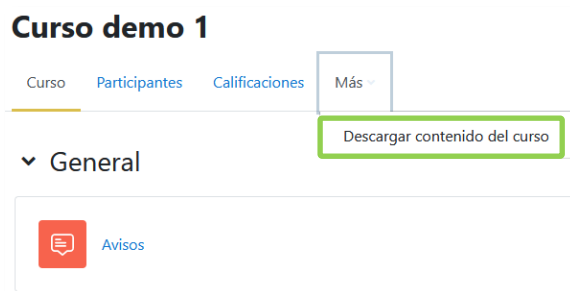 Curso demo 1
Curso Participantes Calificaciones Más
Descargar contenido del curso
General
Avisos